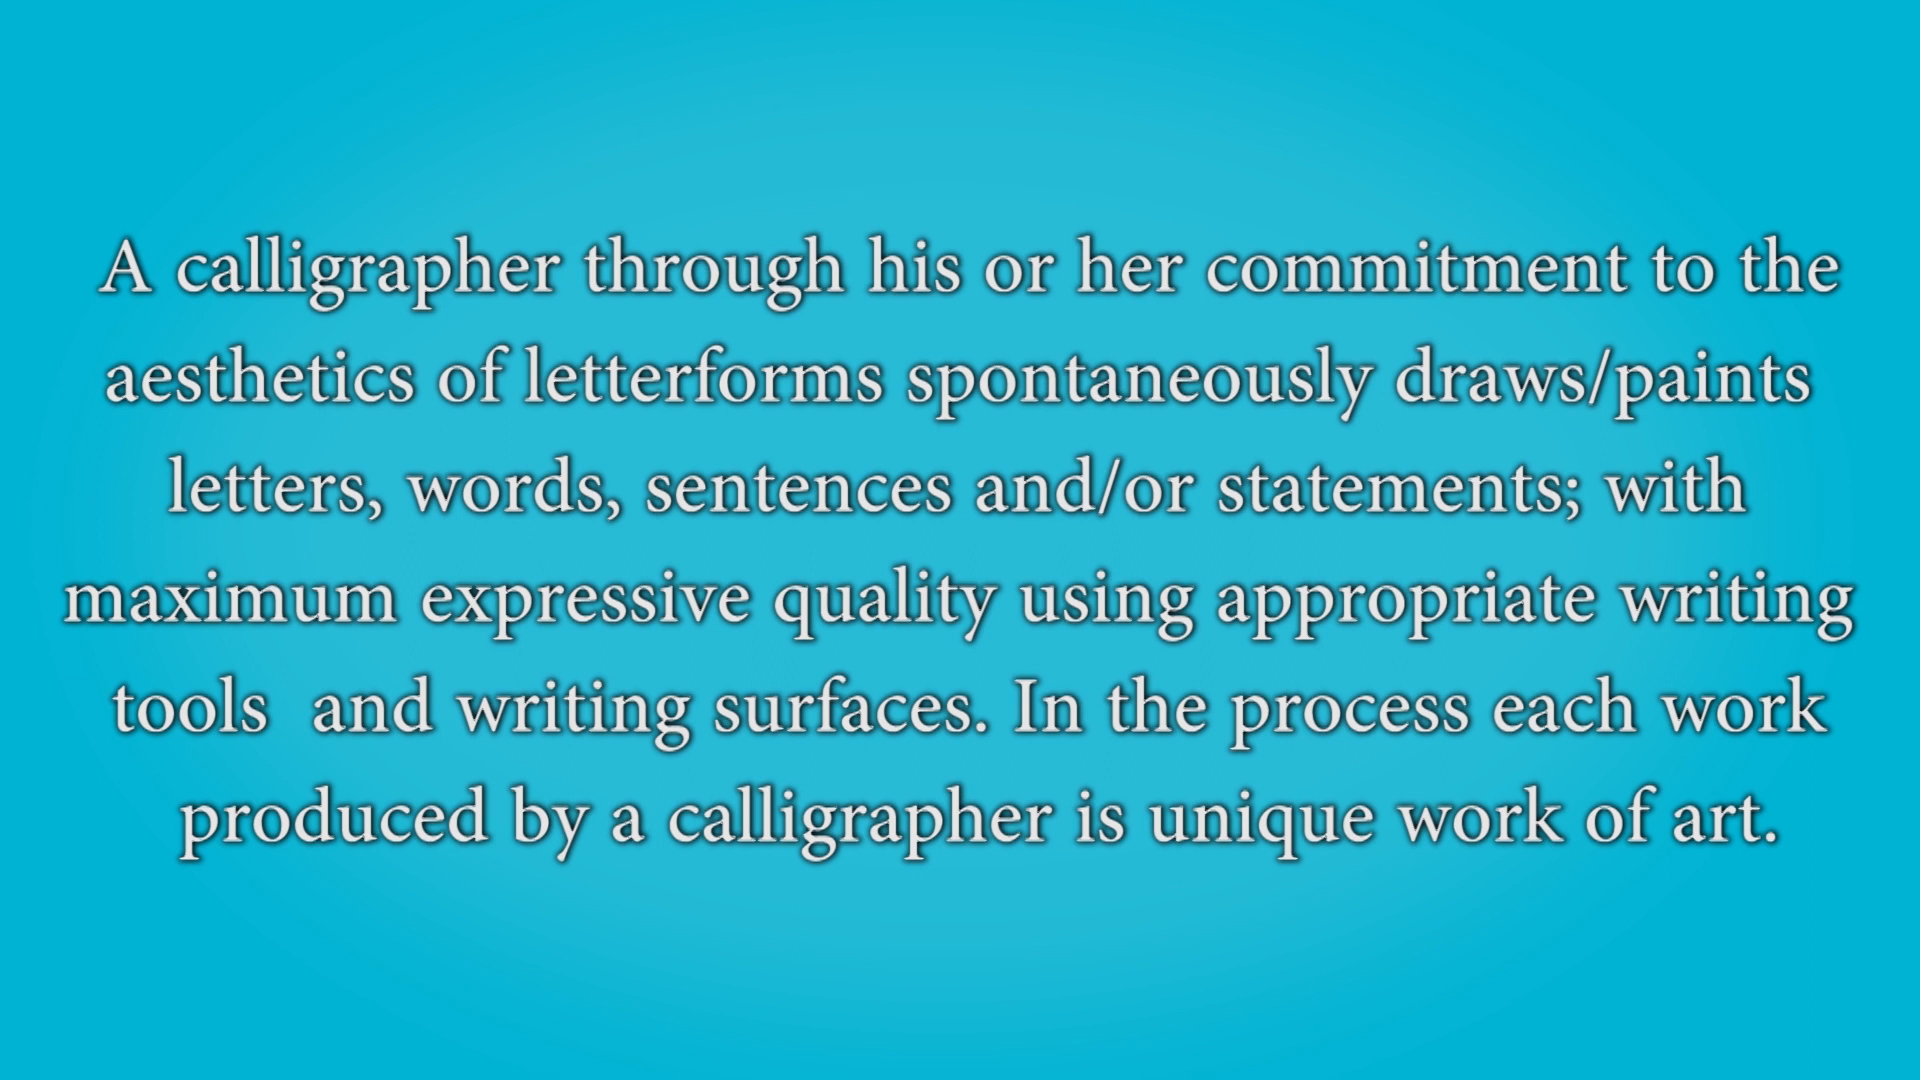 A calligrapher through his or her commitment to the
aesthetics of letterforms spontaneously draws/paints
letters, words, sentences and/or statements; with
maximum expressive quality using appropriate writing
tools  and writing surfaces. In the process each work
produced by a calligrapher is unique work of art.